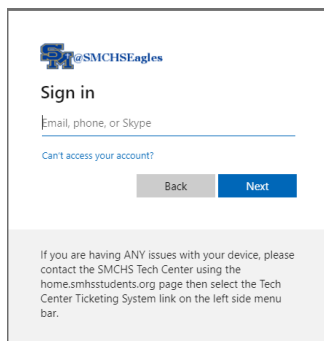 SM @SMCHSEagles
Sign in
Email, phone, or Skype
Can't access your account?
Back Next
If you are having ANY issues with your device, please
contact the SMCHS Tech Center using the
home.smhsstudents.org page then select the Tech
Center Ticketing System link on the left side menu
bar.